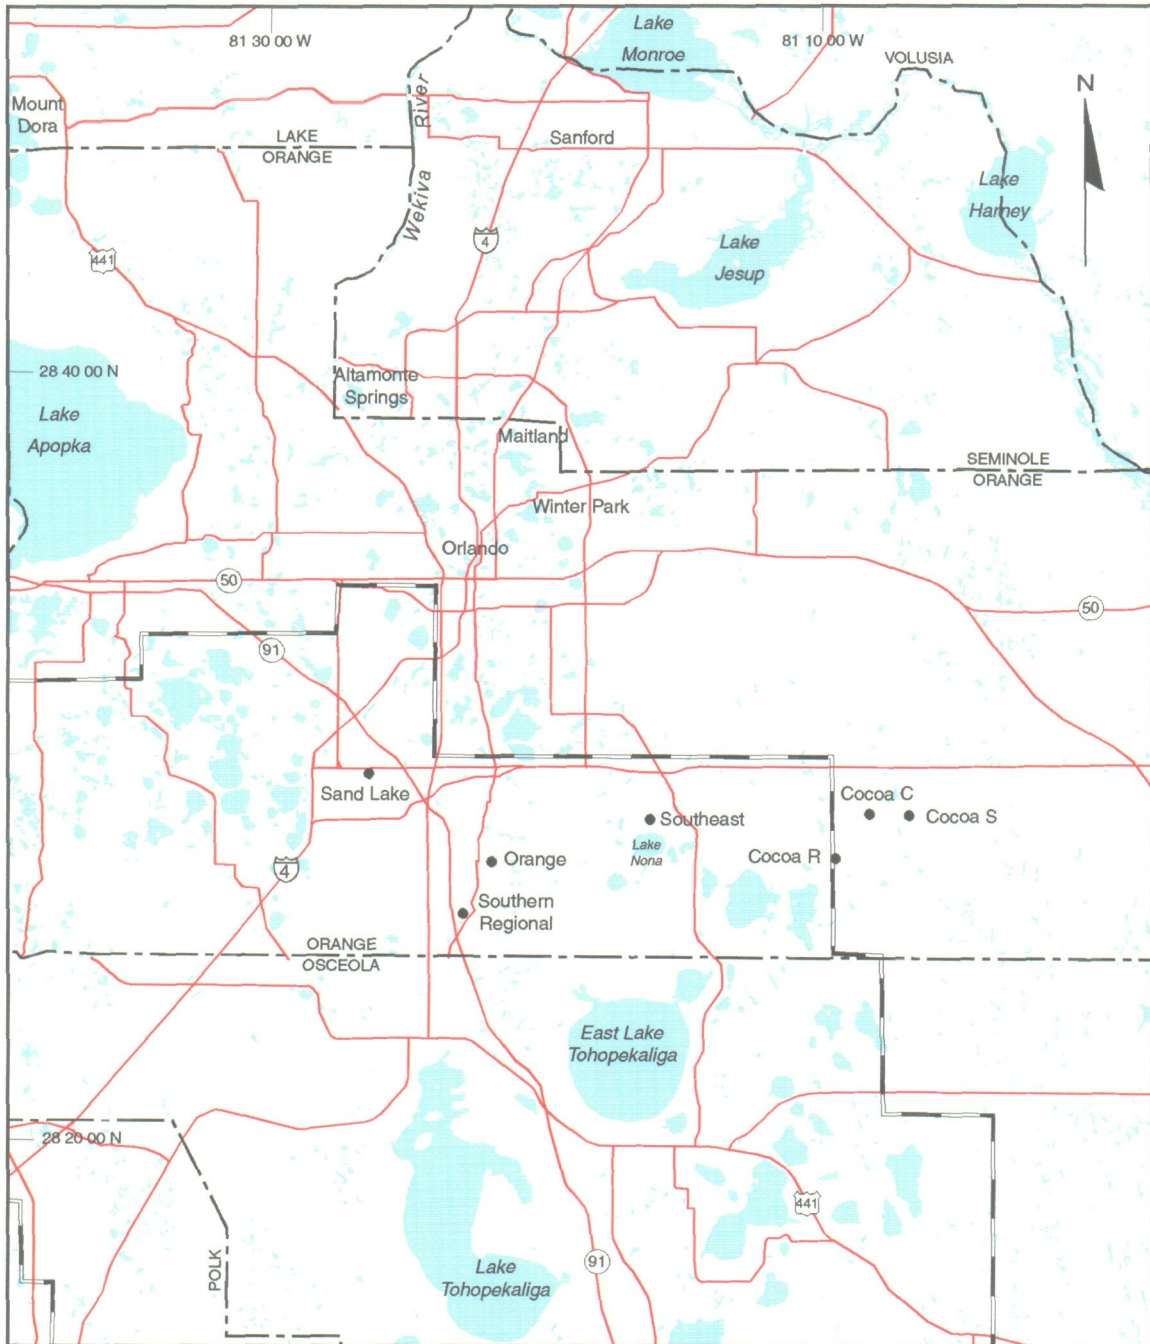 Lake
Monroe
81 30 00 W
81 10 00 W
VOLUSIA
N
Mount
Dora
River
Wekiva
LAKE
ORANGE
Sanford
Lake
Harney
4
441
Lake
Jesup
28 40 00 N
Altamonte
Springs
Lake
Apopka
Maitland
SEMINOLE
ORANGE
Winter Park
Orlando
50
50
91
Sand Lake
Cocoa C
Cocoa S
Southeast
Lake
Nona
Orange
Cocoa R
4
Southern
Regional
ORANGE
OSCEOLA
East Lake
Tohopekaliga
28 20 00 N
441
POLK
91
Lake
Tohopekaliga